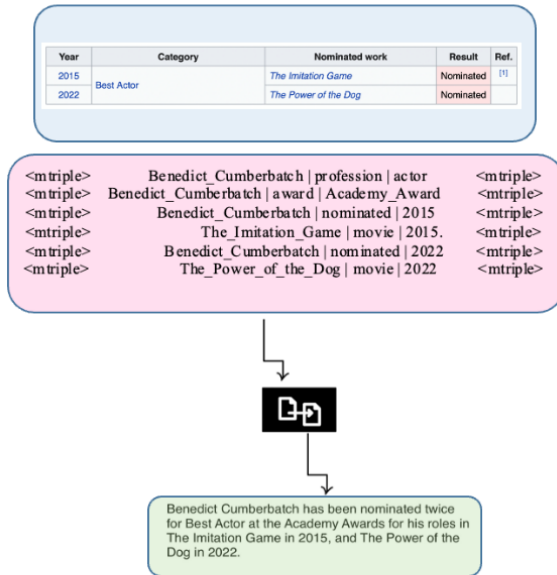 Year Category Nominated work Result Ref.
2015 Best Actor The Imitation Game Nominated [1]
2022 The Power of the Dog Nominated
<mtriple> Benedict_Cumberbatch | profession | actor <mtriple>
<mtriple> Benedict_Cumberbatch | award | Academy_Award <mtriple>
<mtriple> Benedict_Cumberbatch | nominated | 2015 <mtriple>
<mtriple> The_Imitation_Game | movie | 2015. <mtriple>
<mtriple> Benedict_Cumberbatch | nominated | 2022 <mtriple>
<mtriple> The_Power_of_the_Dog | movie | 2022 <mtriple>
Benedict Cumberbatch has been nominated twice
for Best Actor at the Academy Awards for his roles in
The Imitation Game in 2015, and The Power of the
Dog in 2022.